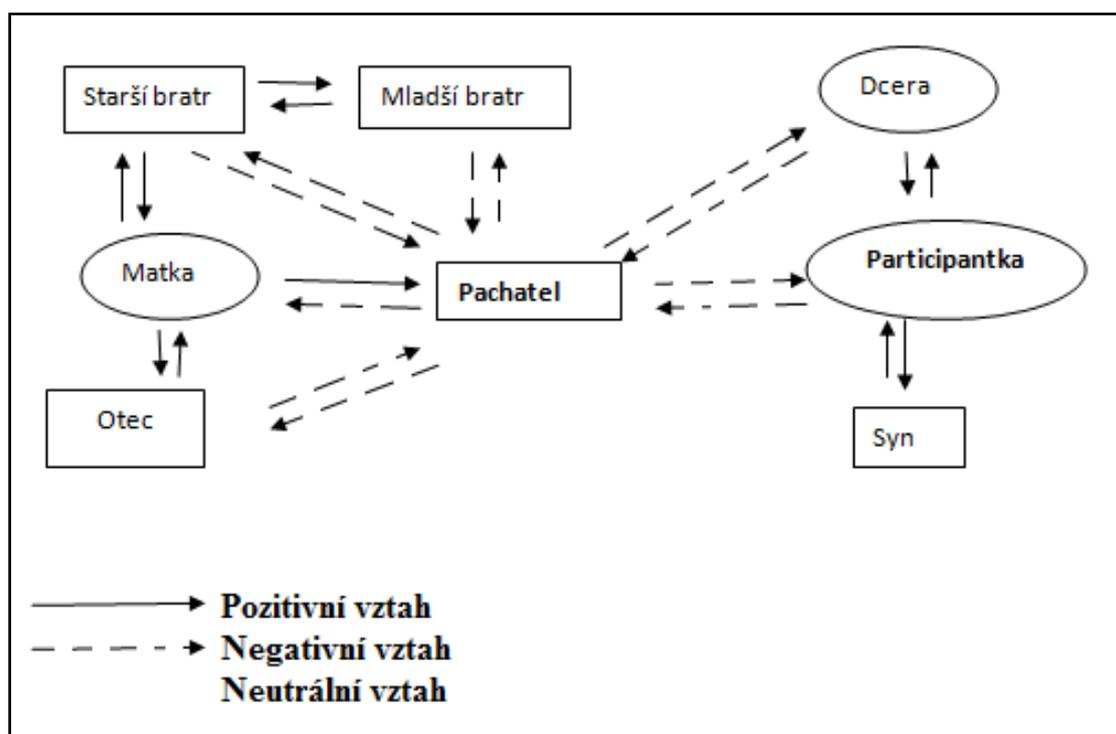 Starší bratr
Mladší bratr
Dcera
Matka
Pachatel
Participantka
Otec
Syn
Pozitivní vztah
Negativní vztah
Neutrální vztah